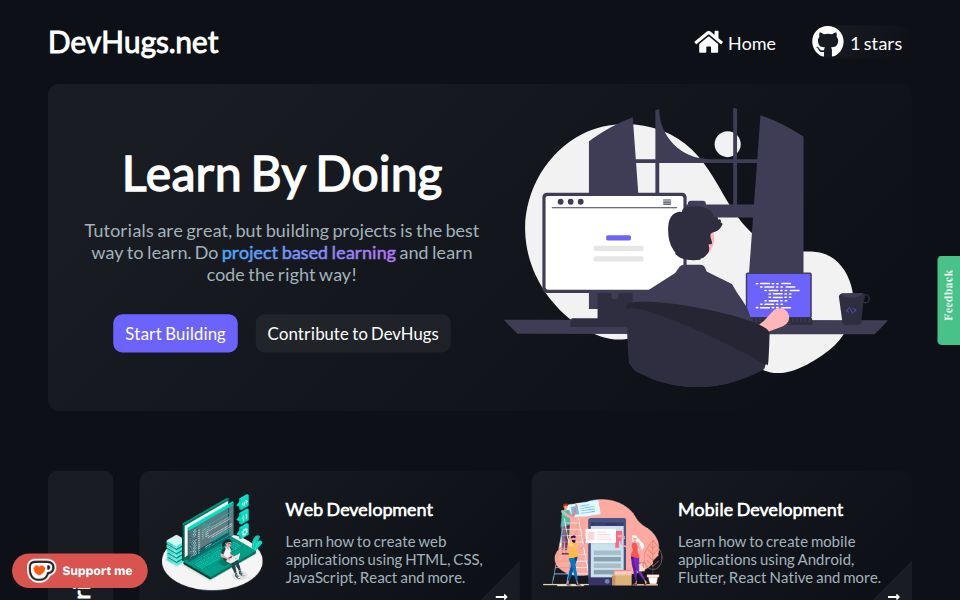 DevHugs.net
Home
1 stars
Learn By Doing
Tutorials are great, but building projects is the best
way to learn. Do project based learning and learn
code the right way!
Start Building
Contribute to DevHugs
Feedback
Web Development
Learn how to create web
applications using HTML, CSS,
JavaScript, React and more.
Mobile Development
Learn how to create mobile
applications using Android,
Flutter, React Native and more.
Support me